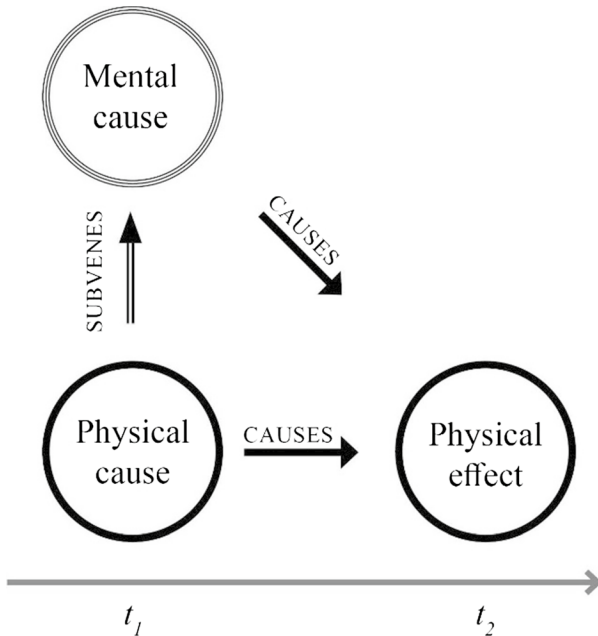 Mental
cause
SUBVENES
CAUSES
Physical
cause
CAUSES
Physical
effect
t₁
t₂